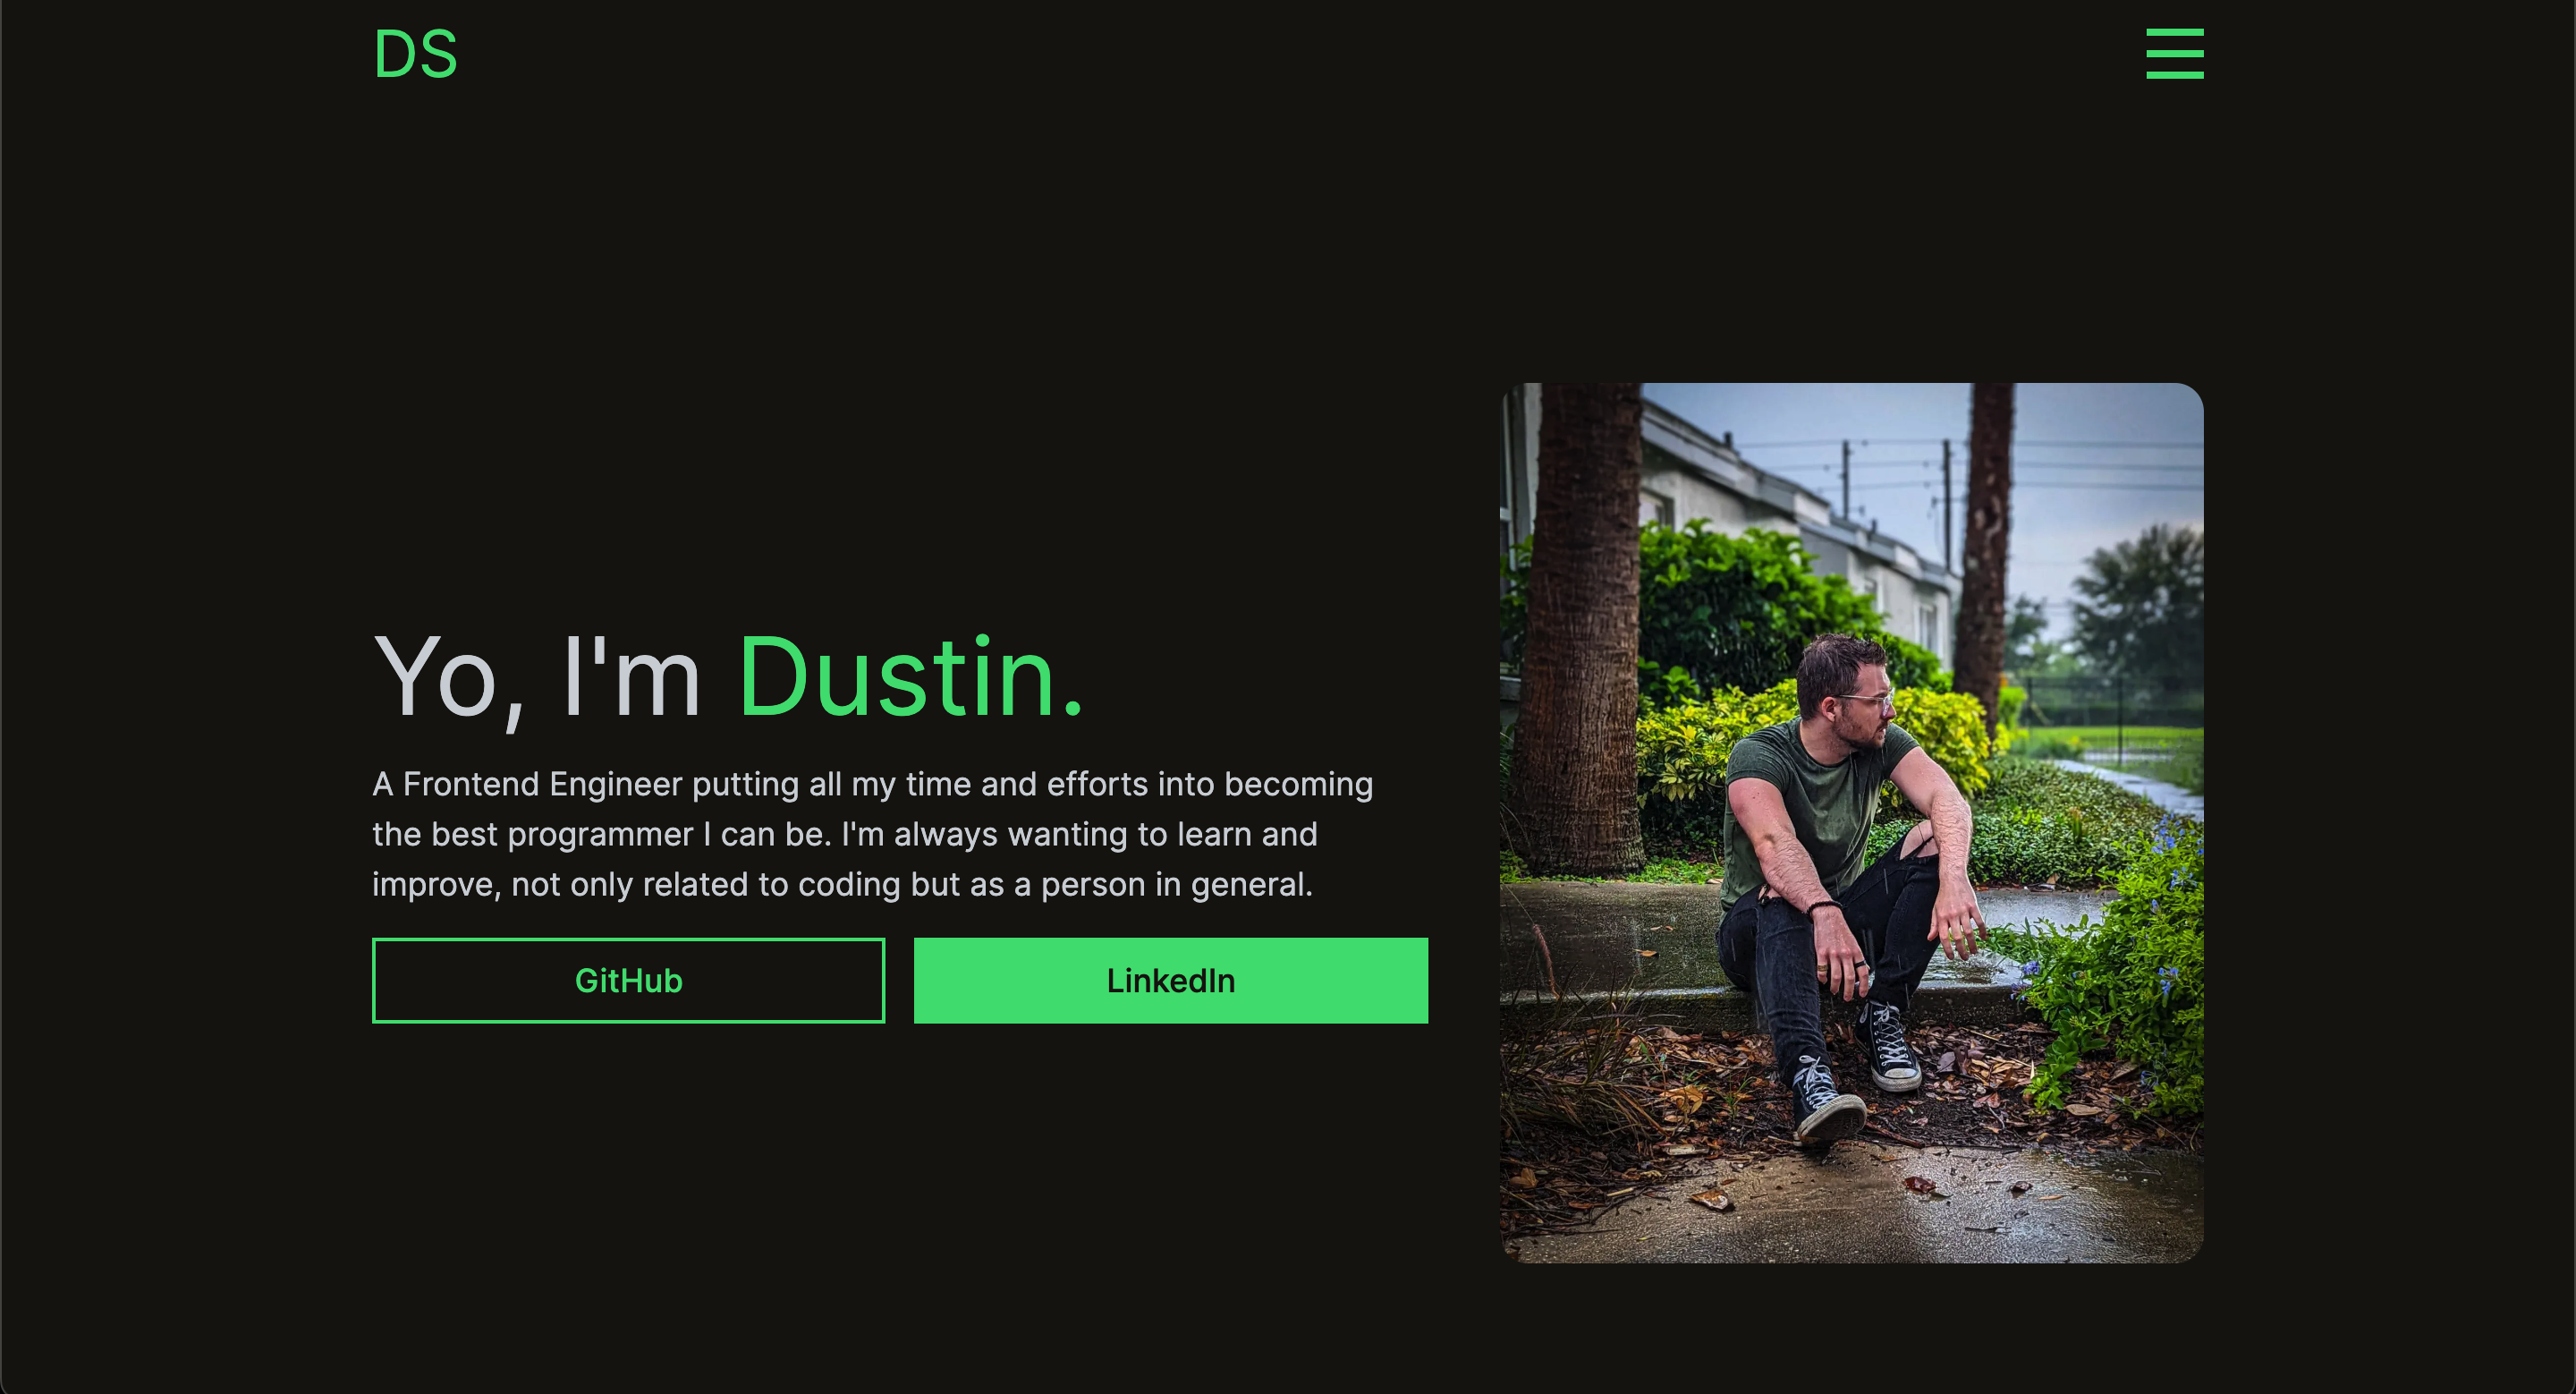 DS
Yo, I'm Dustin.
A Frontend Engineer putting all my time and efforts into becoming
the best programmer I can be. I'm always wanting to learn and
improve, not only related to coding but as a person in general.
GitHub
LinkedIn